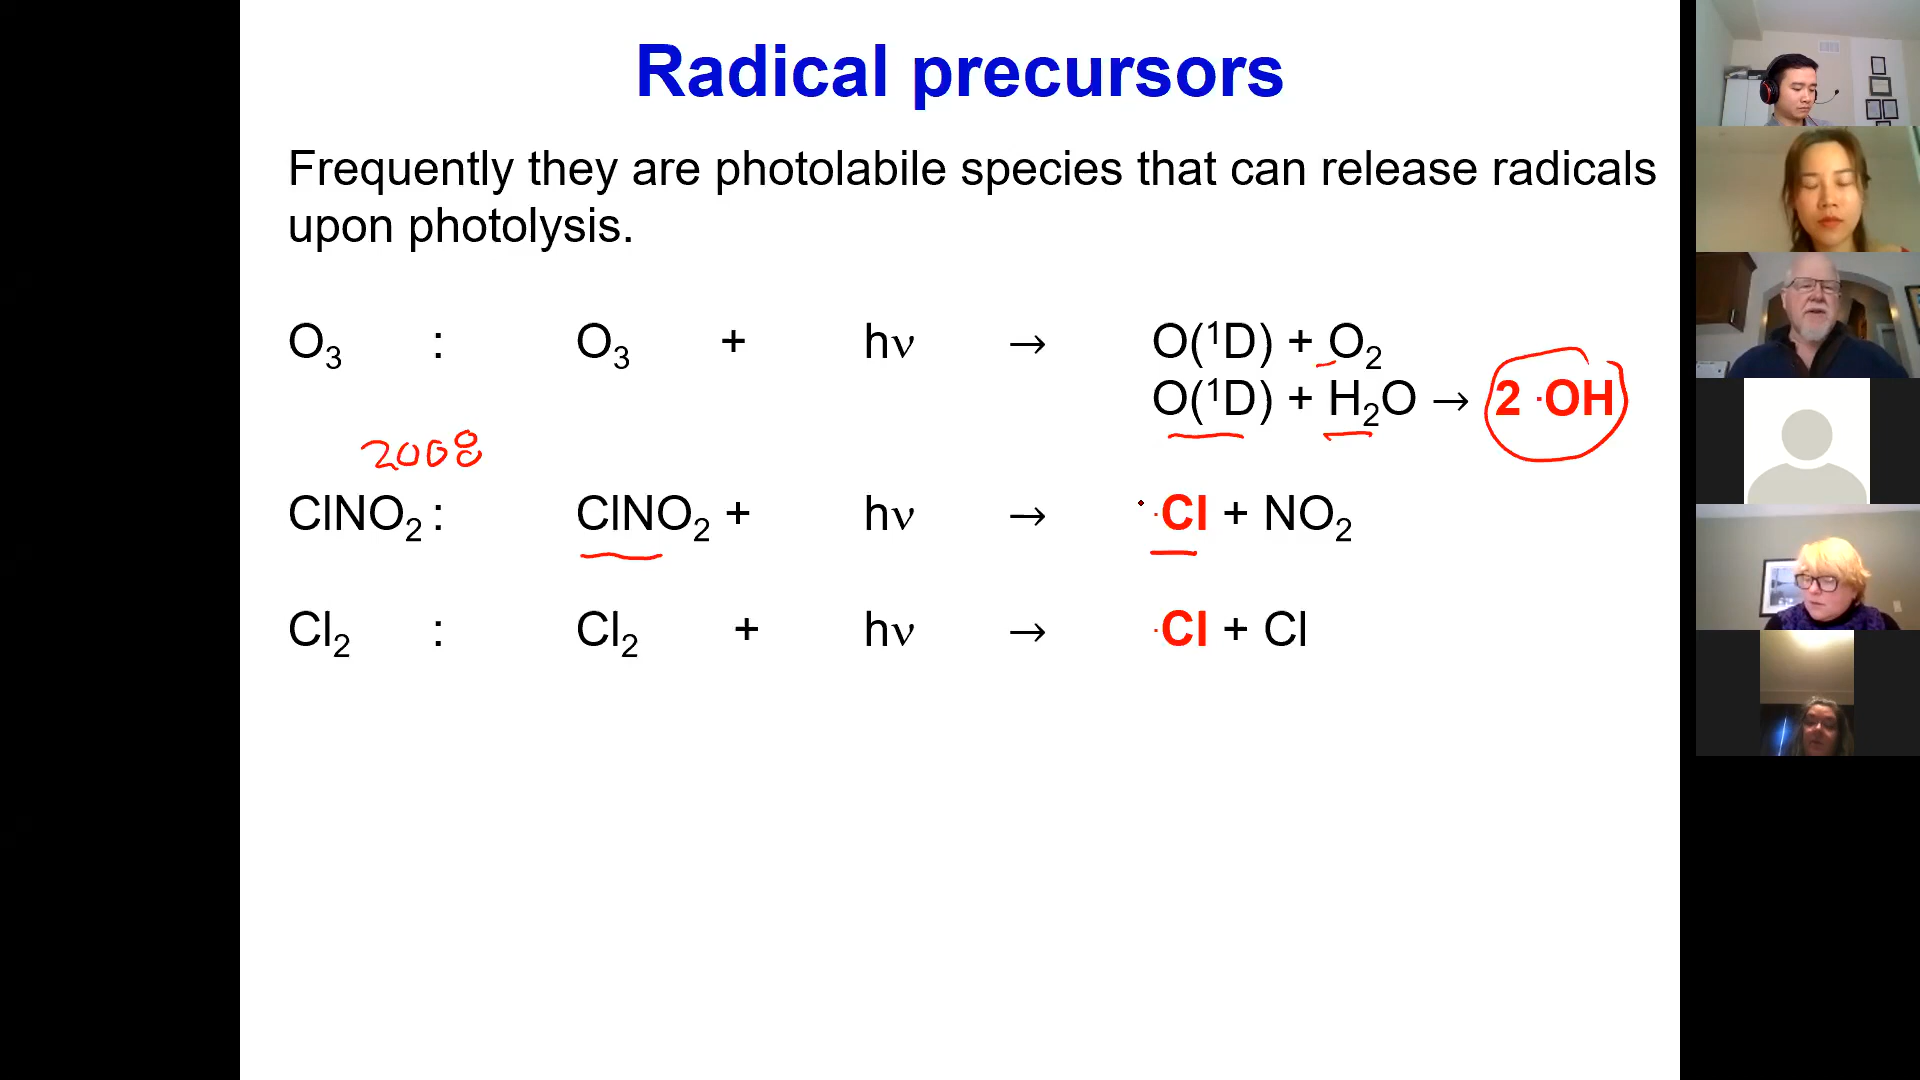 Radical precursors
Frequently they are photolabile species that can release radicals
upon photolysis.
O₃ : O₃ + hν → O(¹D) + O₂
O(¹D) + H₂O → 2 ·OH
2008
ClNO₂ : ClNO₂ + hν → ·Cl + NO₂
Cl₂ : Cl₂ + hν → ·Cl + Cl